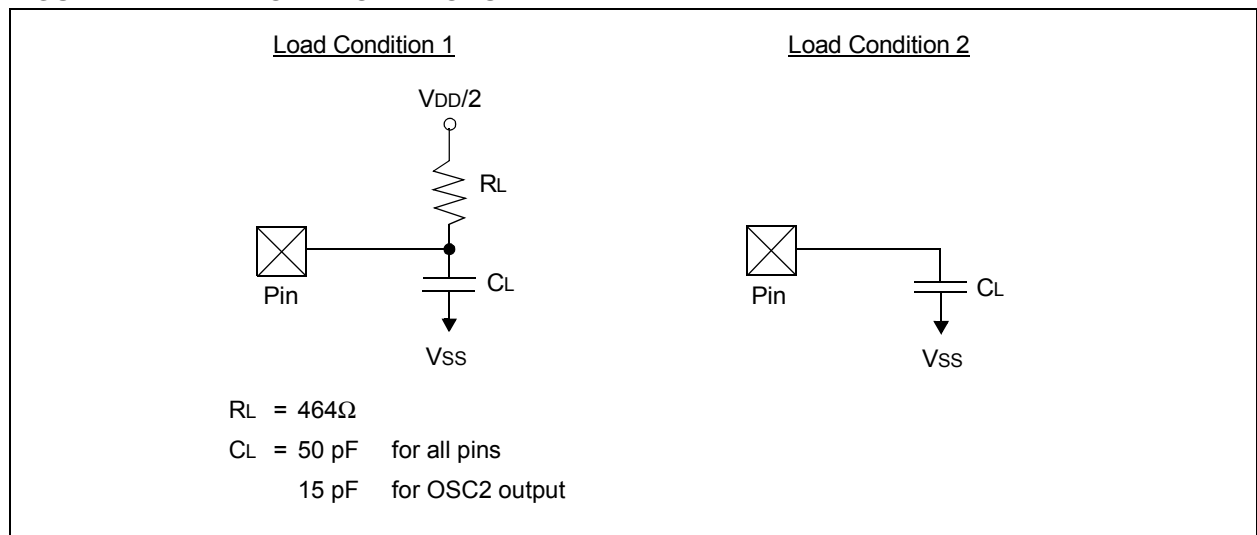 Load Condition 1
VDD/2
RL
Pin
CL
VSS
RL = 464Ω
CL = 50 pF for all pins
15 pF for OSC2 output
Load Condition 2
Pin
CL
VSS